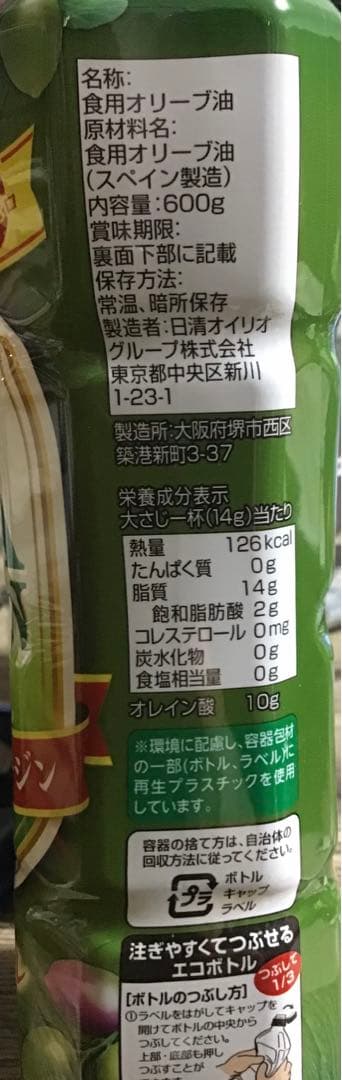 名称:
食用オリーブ油
原材料名:
食用オリーブ油
(スペイン製造)
内容量:600g
賞味期限:
裏面下部に記載
保存方法:
常温、暗所保存
製造者:日清オイリオ
グループ株式会社
東京都中央区新川
1-23-1
製造所:大阪府堺市西区
築港新町3-37
栄養成分表示
大さじ一杯(14g)当たり
熱量 126kcal
たんぱく質 0g
脂質 14g
飽和脂肪酸 2g
コレステロール 0mg
炭水化物 0g
食塩相当量 0g
オレイン酸 10g
※環境に配慮し、容器包材
の一部(ボトル、ラベル)に
再生プラスチックを使用
しています。
容器の捨て方は、自治体の
回収方法に従ってください。
プラ
ボトル
キャップ
ラベル
注ぎやすくてつぶせる
エコボトル
つぶして
1/3
[ボトルのつぶし方]
①ラベルをはがしてキャップを
開けてボトルの中央から
つぶしてください。
上部・底部も押し
つぶすことが
ジン